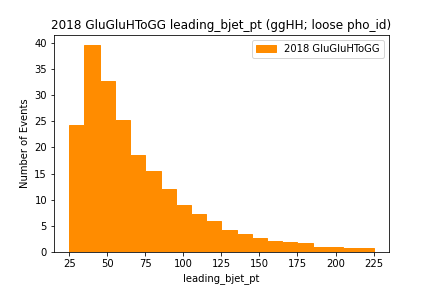 2018 GluGluHToGG leading_bjet_pt (ggHH; loose pho_id)
2018 GluGluHToGG
Number of Events
40
35
30
25
20
15
10
5
0
25 50 75 100 125 150 175 200 225
leading_bjet_pt